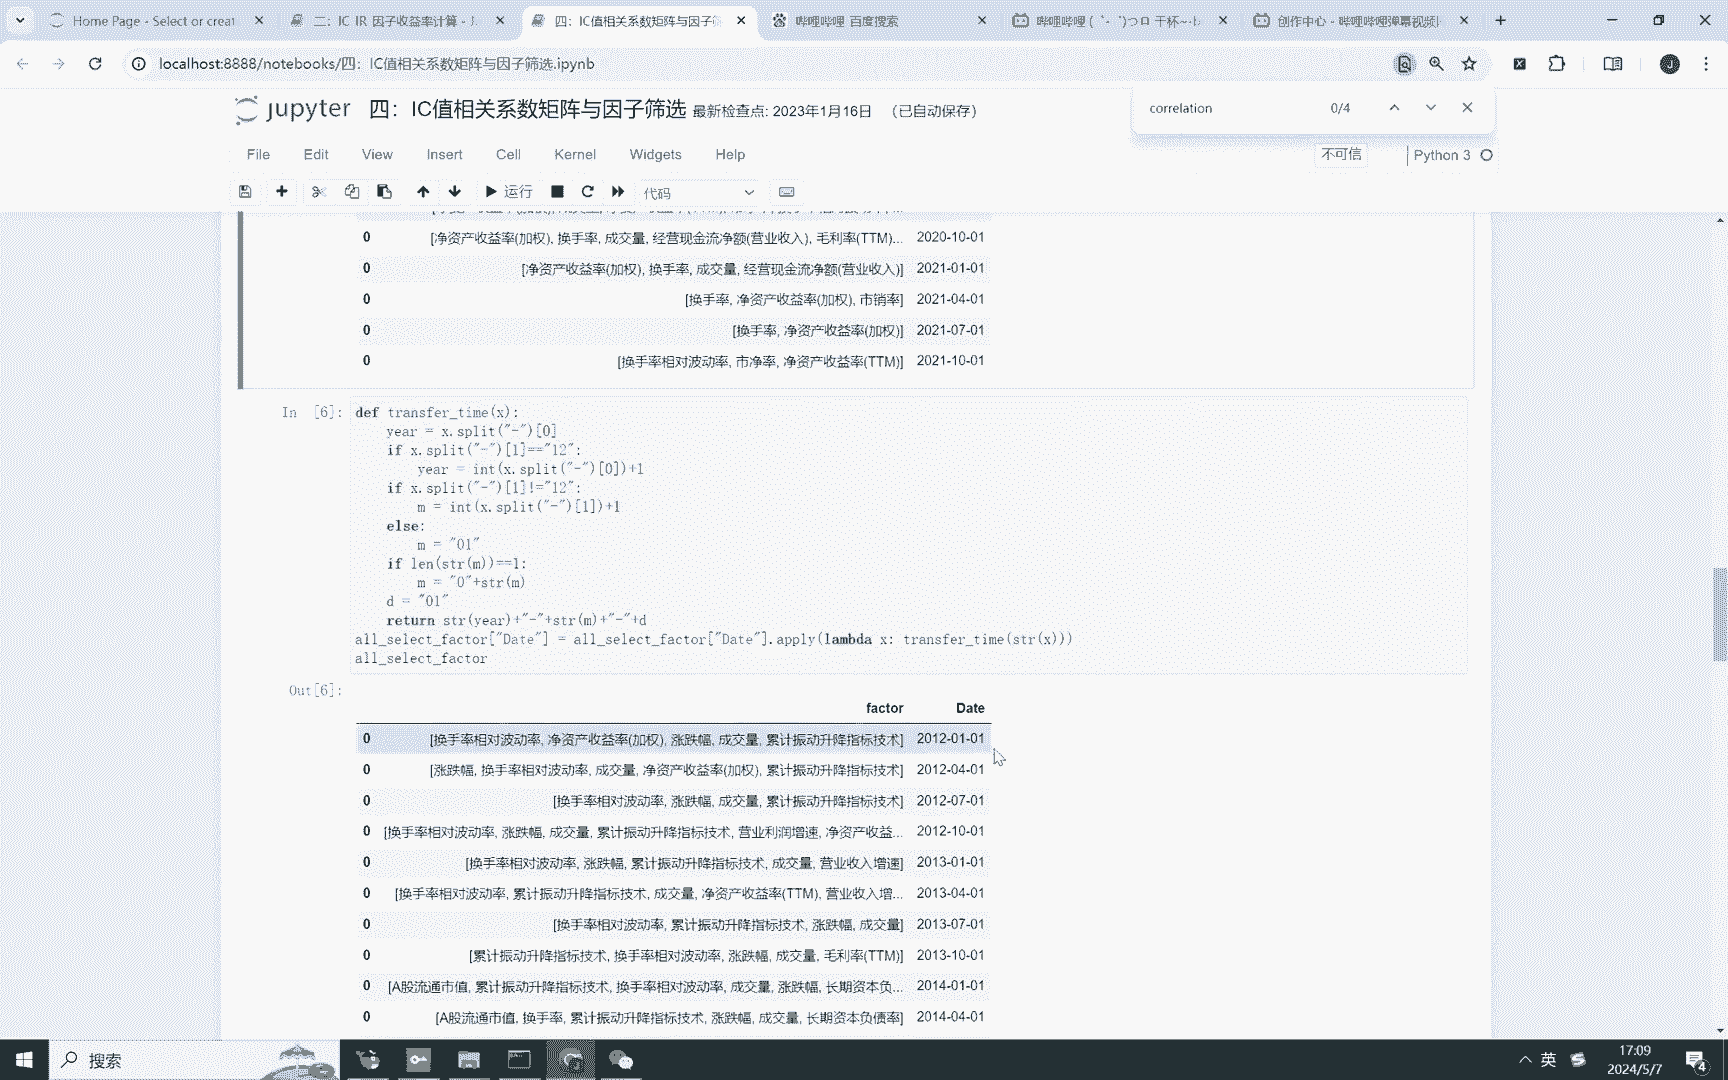 Home Page - Select or creat
二：IC IR 因子收益率计算 - J
四：IC值相关系数矩阵与因子筛
哔哩哔哩_百度搜索
哔哩哔哩 (゜-゜)つロ 干杯~-b
创作中心 - 哔哩哔哩弹幕视频
localhost:8888/notebooks/四：IC值相关系数矩阵与因子筛选.ipynb
J
jupyter 四：IC值相关系数矩阵与因子筛选 最新检查点: 2023年1月16日 （已自动保存）
correlation 0/4
File Edit View Insert Cell Kernel Widgets Help
不可信 Python 3
运行 代码
0 [净资产收益率(加权), 换手率, 成交量, 经营现金流净额(营业收入), 毛利率(TTM)... 2020-10-01
0 [净资产收益率(加权), 换手率, 成交量, 经营现金流净额(营业收入)] 2021-01-01
0 [换手率, 净资产收益率(加权), 市销率] 2021-04-01
0 [换手率, 净资产收益率(加权)] 2021-07-01
0 [换手率相对波动率, 市净率, 净资产收益率(TTM)] 2021-10-01
In [6]: def transfer_time(x):
year = x.split("-")[0]
if x.split("-")[1]=="12":
year = int(x.split("-")[0])+1
if x.split("-")[1]!="12":
m = int(x.split("-")[1])+1
else:
m = "01"
if len(str(m))==1:
m = "0"+str(m)
d = "01"
return str(year)+"-"+str(m)+"-"+d
all_select_factor["Date"] = all_select_factor["Date"].apply(lambda x: transfer_time(str(x)))
all_select_factor
Out[6]:
factor Date
0 [换手率相对波动率, 净资产收益率(加权), 涨跌幅, 成交量, 累计振动升降指标技术] 2012-01-01
0 [涨跌幅, 换手率相对波动率, 成交量, 净资产收益率(加权), 累计振动升降指标技术] 2012-04-01
0 [换手率相对波动率, 涨跌幅, 成交量, 累计振动升降指标技术] 2012-07-01
0 [换手率相对波动率, 涨跌幅, 成交量, 累计振动升降指标技术, 营业利润增速, 净资产收益... 2012-10-01
0 [换手率相对波动率, 涨跌幅, 累计振动升降指标技术, 成交量, 营业收入增速] 2013-01-01
0 [换手率相对波动率, 累计振动升降指标技术, 成交量, 净资产收益率(TTM), 营业收入增... 2013-04-01
0 [换手率相对波动率, 累计振动升降指标技术, 涨跌幅, 成交量] 2013-07-01
0 [累计振动升降指标技术, 换手率相对波动率, 涨跌幅, 成交量, 毛利率(TTM)] 2013-10-01
0 [A股流通市值, 累计振动升降指标技术, 换手率相对波动率, 成交量, 涨跌幅, 长期资本负... 2014-01-01
0 [A股流通市值, 换手率, 累计振动升降指标技术, 涨跌幅, 成交量, 长期资本负债率] 2014-04-01
搜索
英
17:09
2024/5/7
4